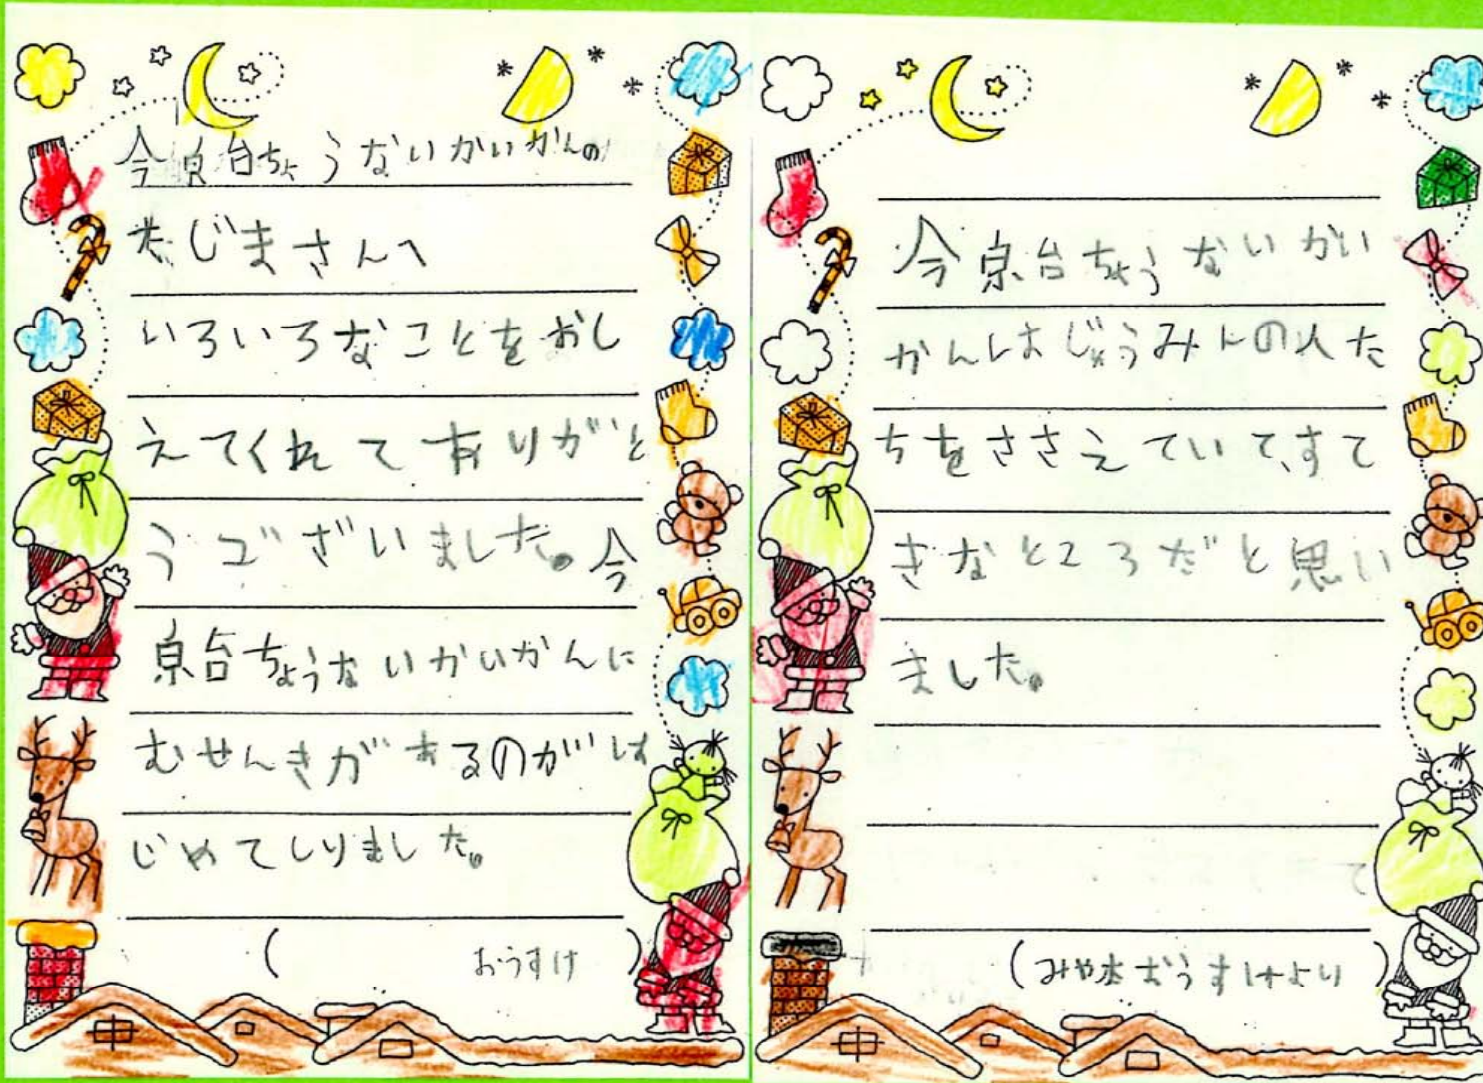 今泉台ちょうないかいかんの
たじまさんへ
いろいろなことをおし
えてくれてありがと
うございました。今
泉台ちょうないかいかんに
むせんきがあるのがは
じめてしりました。
(おうすけ)
今泉台ちょうないかい
かんはじゅうみんの人た
ちをささえていて、すて
きなところだと思い
ました。
(みや本おうすけより)